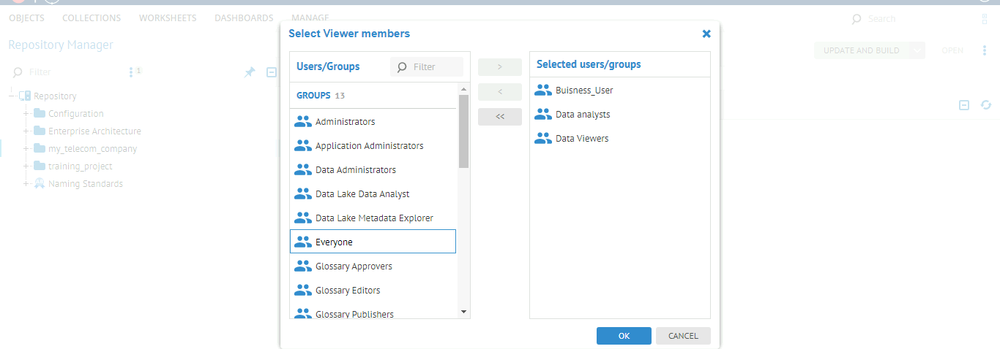 OBJECTS COLLECTIONS WORKSHEETS DASHBOARDS MANAGE
Search
Select Viewer members
Repository Manager
UPDATE AND BUILD
OPEN
Filter
1
Repository
Configuration
Enterprise Architecture
my_telecom_company
training_project
Naming Standards
Users/Groups
Filter
GROUPS 13
Administrators
Application Administrators
Data Administrators
Data Lake Data Analyst
Data Lake Metadata Explorer
Everyone
Glossary Approvers
Glossary Editors
Glossary Publishers
>
<
<<
Selected users/groups
Buisness_User
Data analysts
Data Viewers
OK
CANCEL